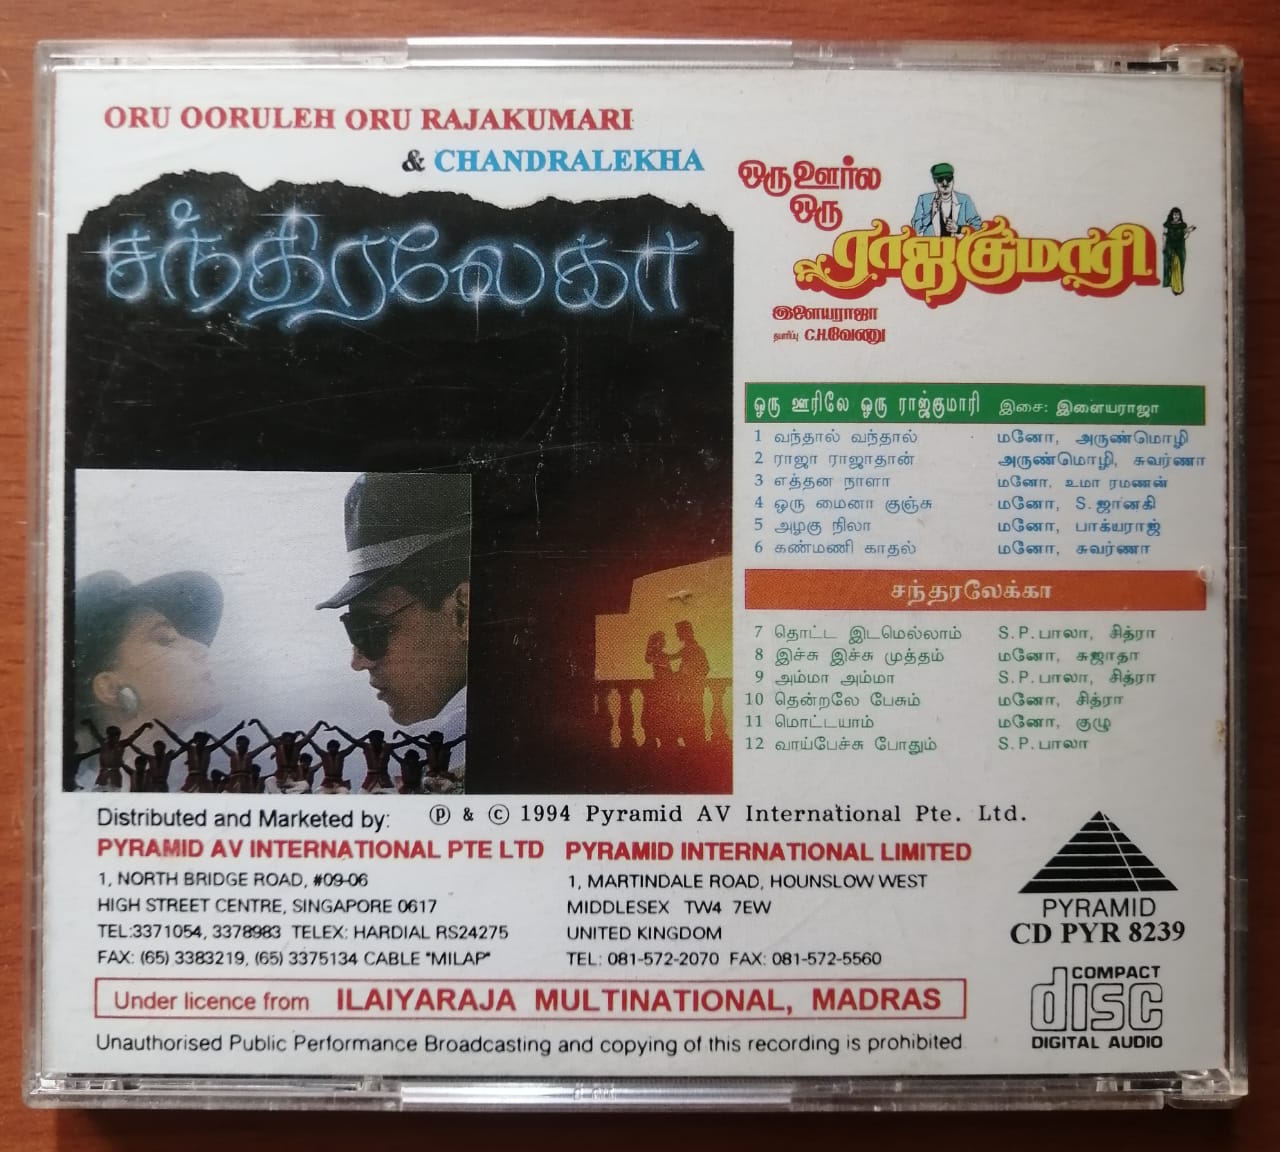 ORU OORULEH ORU RAJAKUMARI
& CHANDRALEKHA
சந்திரலேகா
ஒரு ஊர்ல
ஒரு
ராஜகுமாரி
இளையராஜா
தயாரிப்பு C.H.வேணு
ஒரு ஊரிலே ஒரு ராஜ்குமாரி இசை: இளையராஜா
1 வந்தால் வந்தால் மனோ, அருண்மொழி
2 ராஜா ராஜாதான் அருண்மொழி, சுவர்ணா
3 எத்தன நாளா மனோ, உமா ரமணன்
4 ஒரு மைனா குஞ்சு மனோ, S.ஜானகி
5 அழகு நிலா மனோ, பாக்யராஜ்
6 கண்மணி காதல் மனோ, சுவர்ணா
சந்தரலேக்கா
7 தொட்ட இடமெல்லாம் S.P.பாலா, சித்ரா
8 இச்சு இச்சு முத்தம் மனோ, சுஜாதா
9 அம்மா அம்மா S.P.பாலா, சித்ரா
10 தென்றலே பேசும் மனோ, சித்ரா
11 மொட்டயாம் மனோ, குழு
12 வாய்பேச்சு போதும் S.P.பாலா
Distributed and Marketed by: ℗ & © 1994 Pyramid AV International Pte. Ltd.
PYRAMID AV INTERNATIONAL PTE LTD
1, NORTH BRIDGE ROAD, #09-06
HIGH STREET CENTRE, SINGAPORE 0617
TEL:3371054, 3378983 TELEX: HARDIAL RS24275
FAX: (65) 3383219, (65) 3375134 CABLE "MILAP"
PYRAMID INTERNATIONAL LIMITED
1, MARTINDALE ROAD, HOUNSLOW WEST
MIDDLESEX TW4 7EW
UNITED KINGDOM
TEL: 081-572-2070 FAX: 081-572-5560
PYRAMID
CD PYR 8239
Under licence from ILAIYARAJA MULTINATIONAL, MADRAS
Unauthorised Public Performance Broadcasting and copying of this recording is prohibited
COMPACT
disc
DIGITAL AUDIO